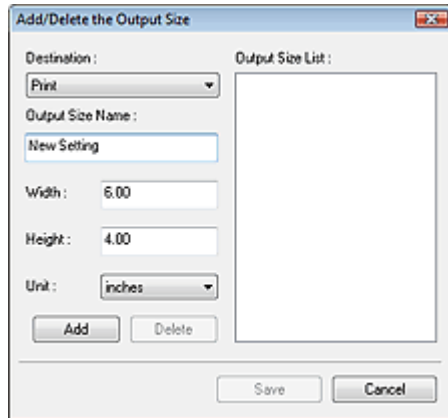 Add/Delete the Output Size
Destination :
Print
Output Size Name :
New Setting
Width :
6.00
Height :
4.00
Unit :
inches
Add
Delete
Output Size List :
Save
Cancel